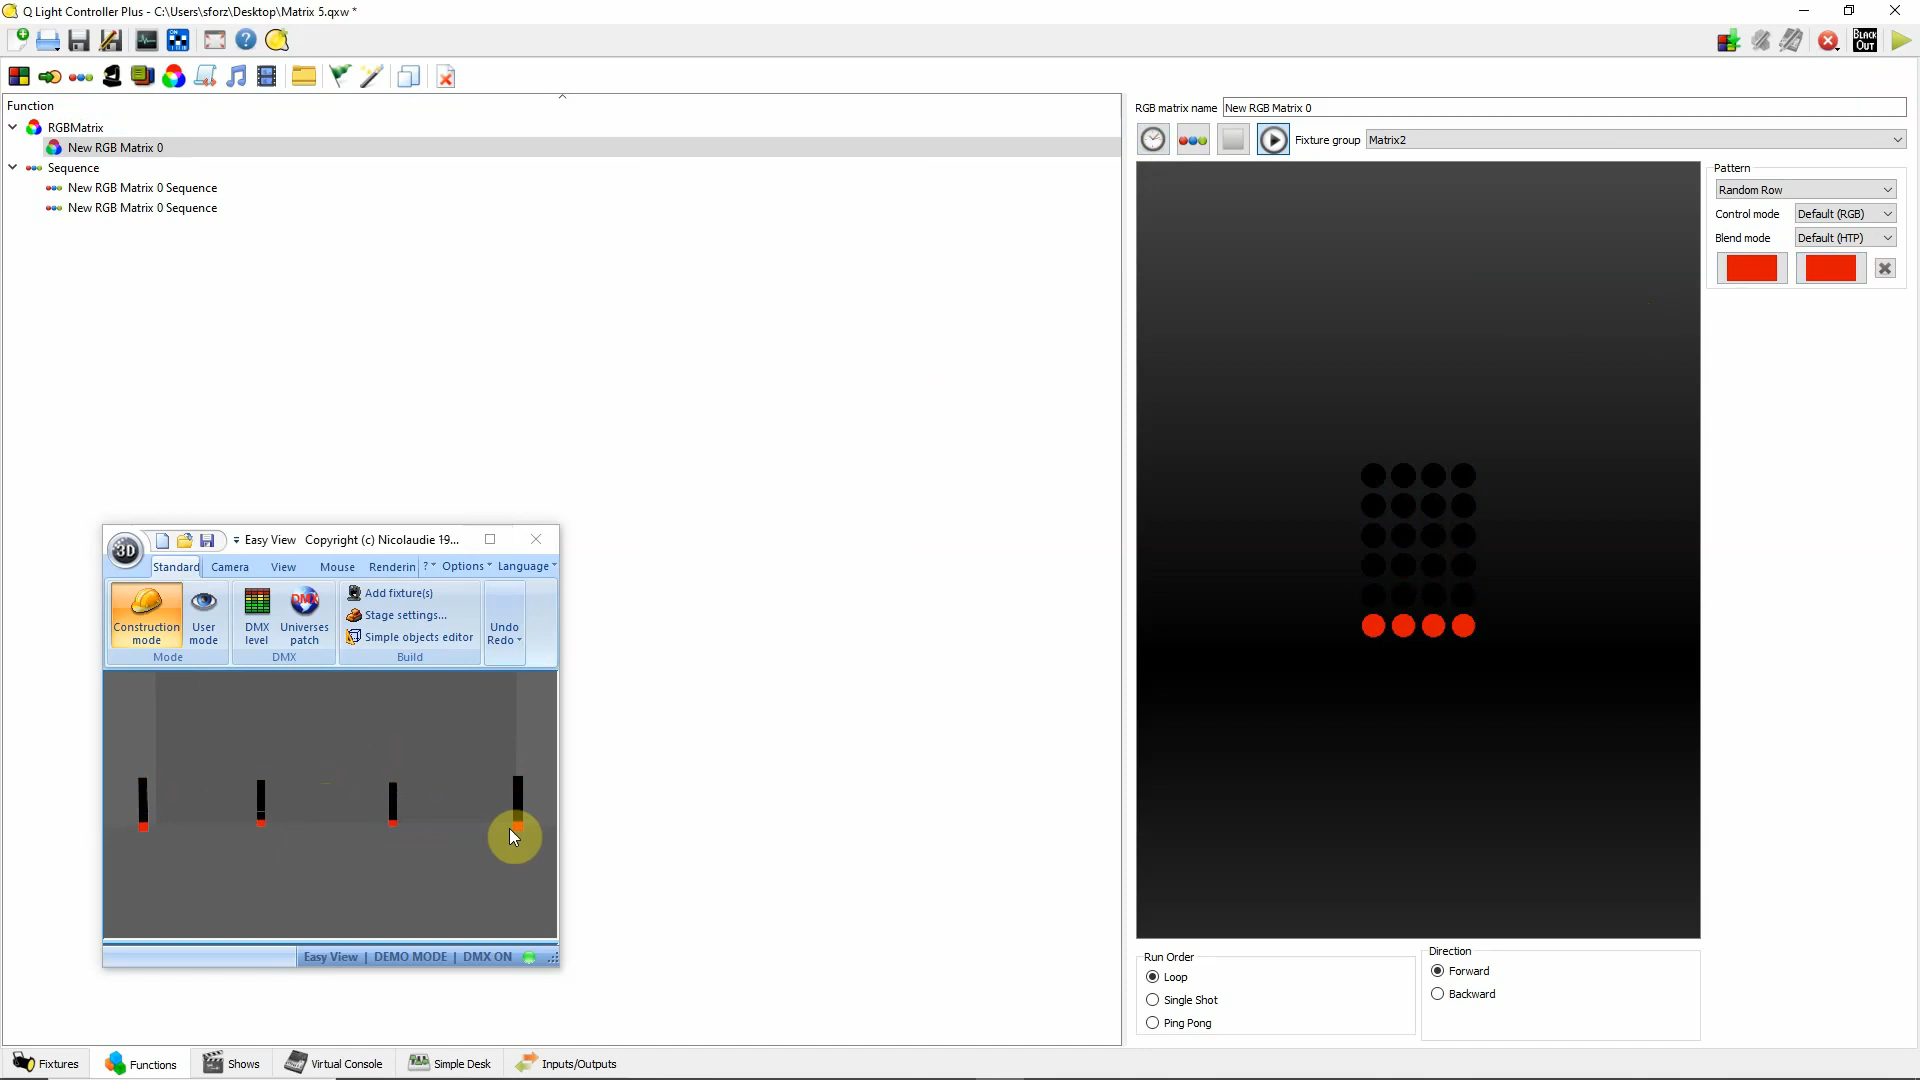 Q Light Controller Plus - C:\Users\sforz\Desktop\Matrix 5.qxw *
BLACK
OUT
Function
RGBMatrix
New RGB Matrix 0
Sequence
New RGB Matrix 0 Sequence
New RGB Matrix 0 Sequence
RGB matrix name New RGB Matrix 0
Fixture group Matrix2
Pattern
Random Row
Control mode Default (RGB)
Blend mode Default (HTP)
3D Easy View Copyright (c) Nicolaudie 19...
Standard Camera View Mouse Renderin ? Options Language
Construction mode
User mode
Mode
DMX level
DMX
Universes patch
DMX
Add fixture(s)
Stage settings...
Simple objects editor
Build
Undo
Redo
Easy View | DEMO MODE | DMX ON
Run Order
Loop
Single Shot
Ping Pong
Direction
Forward
Backward
Fixtures Functions Shows Virtual Console Simple Desk Inputs/Outputs